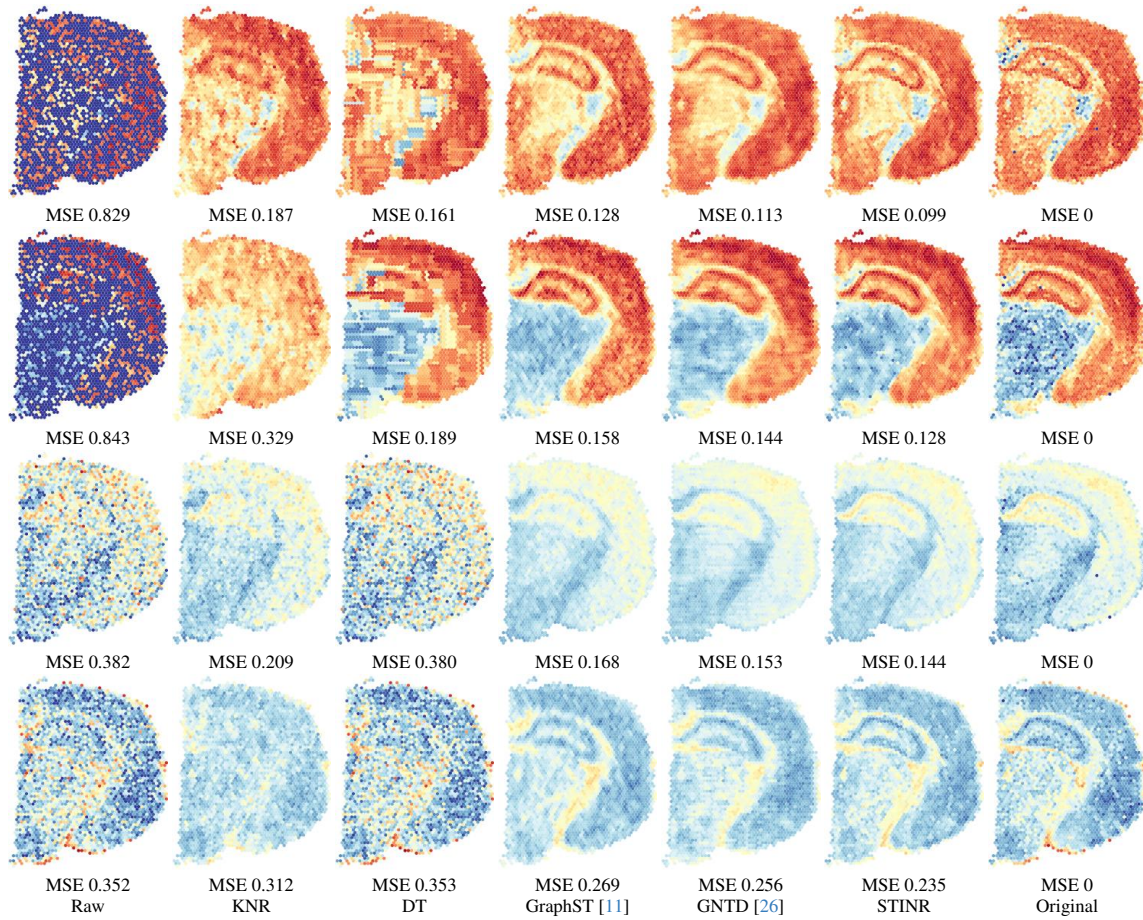 MSE 0.829 MSE 0.187 MSE 0.161 MSE 0.128 MSE 0.113 MSE 0.099 MSE 0
MSE 0.843 MSE 0.329 MSE 0.189 MSE 0.158 MSE 0.144 MSE 0.128 MSE 0
MSE 0.382 MSE 0.209 MSE 0.380 MSE 0.168 MSE 0.153 MSE 0.144 MSE 0
MSE 0.352 MSE 0.312 MSE 0.353 MSE 0.269 MSE 0.256 MSE 0.235 MSE 0
Raw KNR DT GraphST [11] GNTD [26] STINR Original